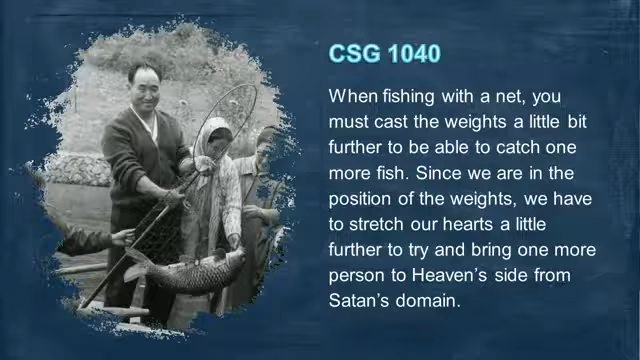 CSG 1040
When fishing with a net, you
must cast the weights a little bit
further to be able to catch one
more fish. Since we are in the
position of the weights, we have
to stretch our hearts a little
further to try and bring one more
person to Heaven’s side from
Satan’s domain.